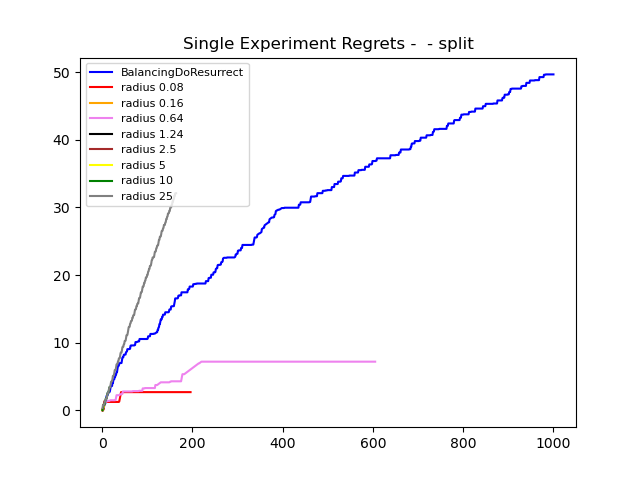 Single Experiment Regrets -  - split
BalancingDoResurrect
radius 0.08
radius 0.16
radius 0.64
radius 1.24
radius 2.5
radius 5
radius 10
radius 25
50
40
30
20
10
0
0 200 400 600 800 1000